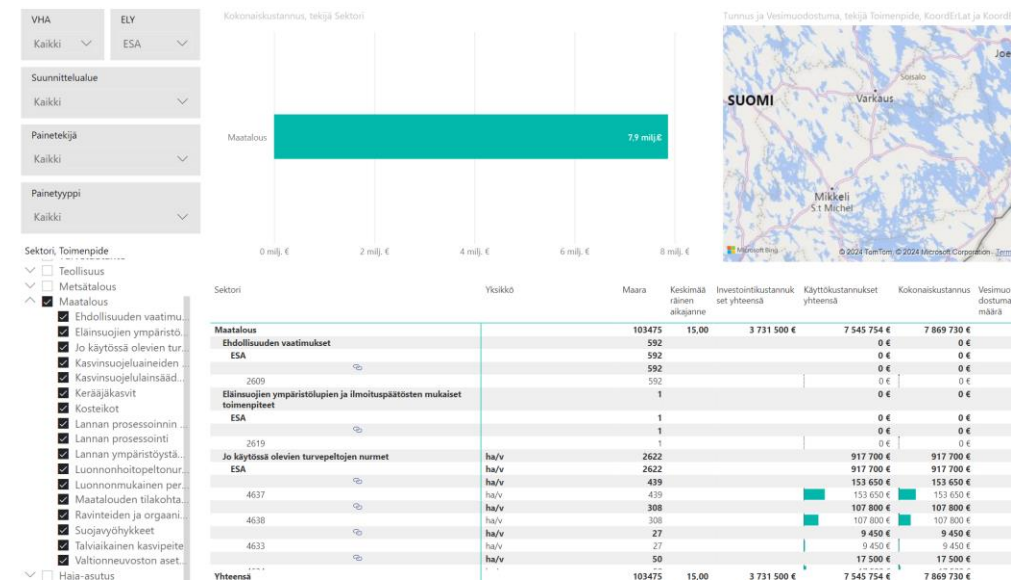 VHA
Kaikki
ELY
ESA
Suunnittelualue
Kaikki
Painetekijä
Kaikki
Painetyyppi
Kaikki
Sektori, Toimenpide
Teollisuus
Metsätalous
Maatalous
Ehdollisuuden vaatimu...
Eläinsuojien ympäristö...
Jo käytössä olevien tur...
Kasvinsuojeluaineiden ...
Kasvinsuojelulainsääd...
Kerääjäkasvit
Kosteikot
Lannan prosessoinnin ...
Lannan prosessointi
Lannan ympäristöystä...
Luonnonhoitopeltonur...
Luonnonmukainen per...
Maatalouden tilakohta...
Ravinteiden ja orgaani...
Suojavyöhykkeet
Talviaikainen kasvipeite
Valtionneuvoston aset...
Haja-asutus
Kokonaiskustannus, tekijä Sektori
Maatalous
7,9 milj.€
0 milj. € 2 milj. € 4 milj. € 6 milj. € 8 milj. €
Tunnus ja Vesimuodostuma, tekijä Toimenpide, KoordErLat ja KoordE
Joe
Soisalo
SUOMI
Varkaus
Mikkeli
S:t Michel
Microsoft Bing
© 2024 TomTom, © 2024 Microsoft Corporation Term
Sektori Yksikkö Maara Keskimää räinen aikajanne Investointikustannuk set yhteensä Käyttökustannukset yhteensä Kokonaiskustannus Vesimuo dostuma määrä
Maatalous 103475 15,00 3 731 500 € 7 545 754 € 7 869 730 €
Ehdollisuuden vaatimukset 592 0 € 0 €
ESA 592 0 € 0 €
592 0 € 0 €
2609 592 0 € 0 €
Eläinsuojien ympäristölupien ja ilmoituspäätösten mukaiset
toimenpiteet 1 0 € 0 €
ESA 1 0 € 0 €
1 0 € 0 €
2619 1 0 € 0 €
Jo käytössä olevien turvepeltojen nurmet ha/v 2622 917 700 € 917 700 €
ESA ha/v 2622 917 700 € 917 700 €
ha/v 439 153 650 € 153 650 €
4637 ha/v 439 153 650 € 153 650 €
ha/v 308 107 800 € 107 800 €
4638 ha/v 308 107 800 € 107 800 €
ha/v 27 9 450 € 9 450 €
4633 ha/v 27 9 450 € 9 450 €
ha/v 50 17 500 € 17 500 €
Yhteensä 103475 15,00 3 731 500 € 7 545 754 € 7 869 730 €